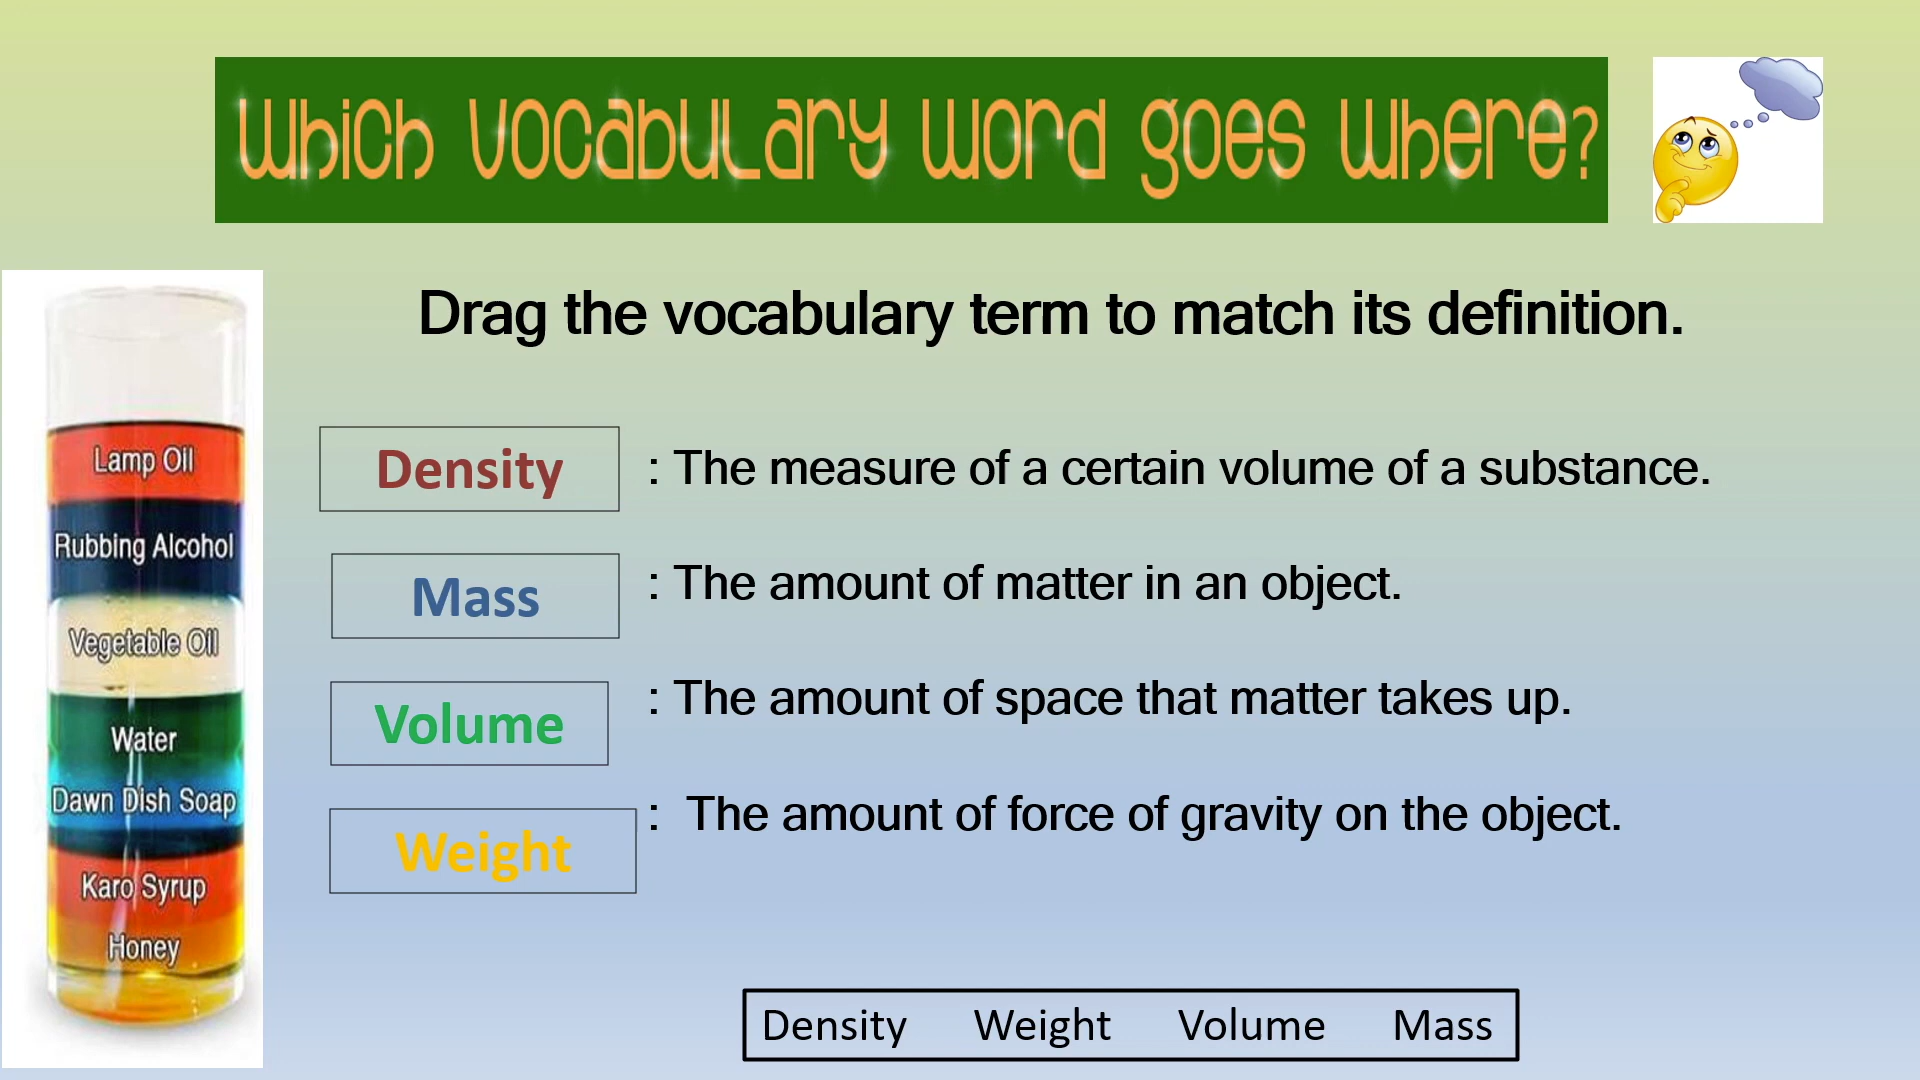 Which Vocabulary Word goes Where?
Drag the vocabulary term to match its definition.
Density : The measure of a certain volume of a substance.
Mass : The amount of matter in an object.
Volume : The amount of space that matter takes up.
Weight : The amount of force of gravity on the object.
Lamp Oil
Rubbing Alcohol
Vegetable Oil
Water
Dawn Dish Soap
Karo Syrup
Honey
Density Weight Volume Mass